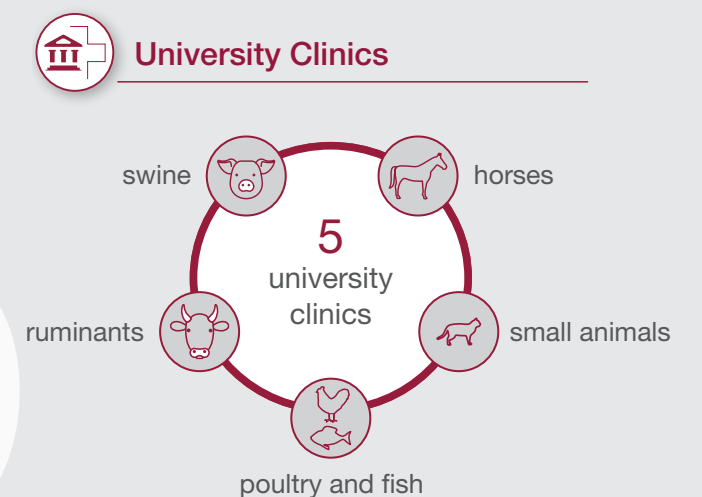 University Clinics
swine
horses
5
university
clinics
ruminants
small animals
poultry and fish